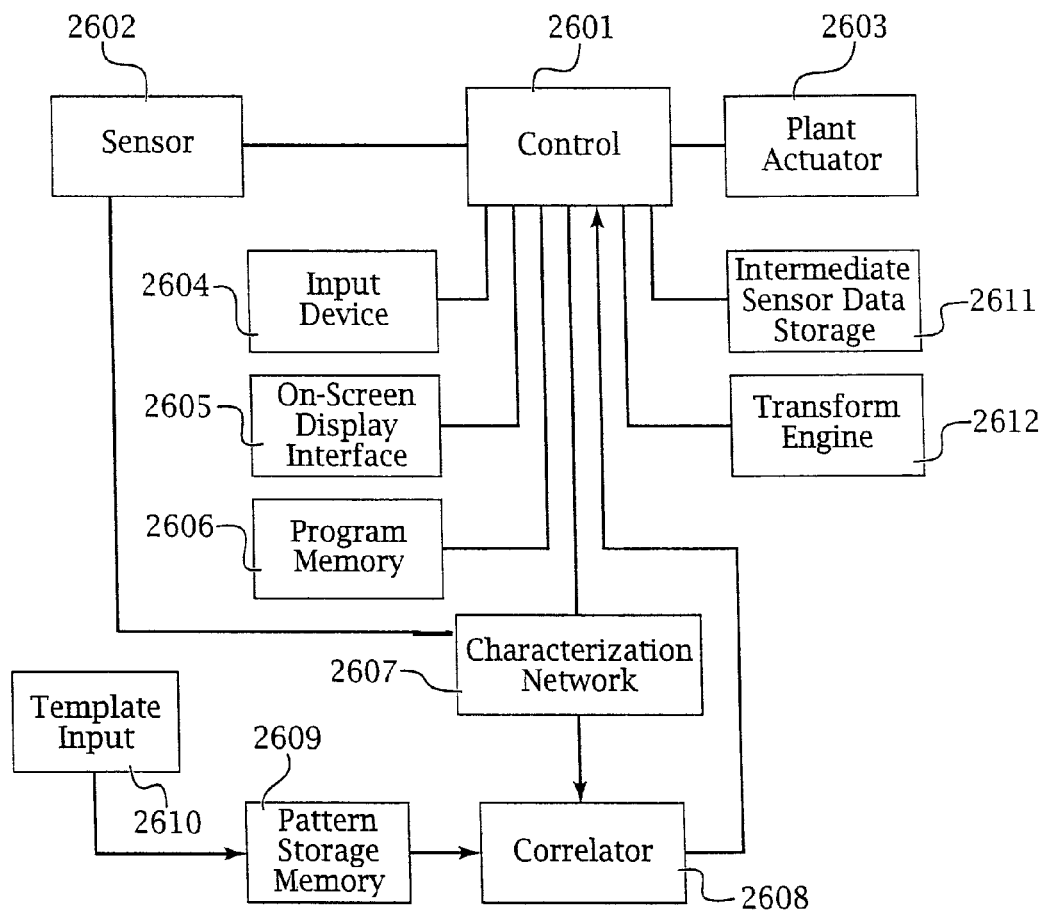 2602
2601
2603
Sensor
Control
Plant
Actuator
2604
Input
Device
Intermediate
Sensor Data
Storage
2611
2605
On-Screen
Display
Interface
Transform
Engine
2612
2606
Program
Memory
Characterization
Network
2607
Template
Input
2610
2609
Pattern
Storage
Memory
Correlator
2608